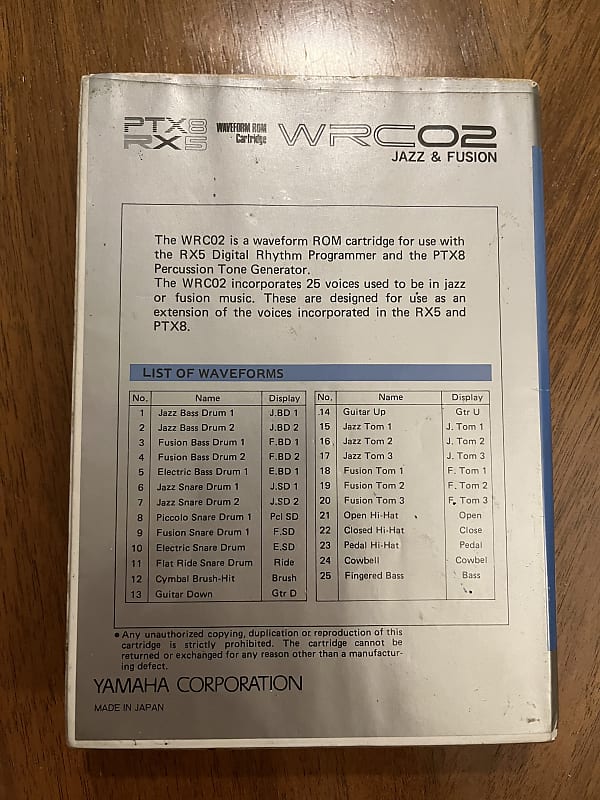 PTX8
RX5
WAVEFORM ROM
Cartridge
WRC02
JAZZ & FUSION
The WRC02 is a waveform ROM cartridge for use with
the RX5 Digital Rhythm Programmer and the PTX8
Percussion Tone Generator.
The WRC02 incorporates 25 voices used to be in jazz
or fusion music. These are designed for use as an
extension of the voices incorporated in the RX5 and
PTX8.
LIST OF WAVEFORMS
No. Name Display
1 Jazz Bass Drum 1 J.BD 1
2 Jazz Bass Drum 2 J.BD 2
3 Fusion Bass Drum 1 F.BD 1
4 Fusion Bass Drum 2 F.BD 2
5 Electric Bass Drum 1 E.BD 1
6 Jazz Snare Drum 1 J.SD 1
7 Jazz Snare Drum 2 J.SD 2
8 Piccolo Snare Drum 1 Pcl SD
9 Fusion Snare Drum 1 F.SD
10 Electric Snare Drum E.SD
11 Flat Ride Snare Drum Ride
12 Cymbal Brush-Hit Brush
13 Guitar Down Gtr D
No. Name Display
14 Guitar Up Gtr U
15 Jazz Tom 1 J. Tom 1
16 Jazz Tom 2 J. Tom 2
17 Jazz Tom 3 J. Tom 3
18 Fusion Tom 1 F. Tom 1
19 Fusion Tom 2 F. Tom 2
20 Fusion Tom 3 F. Tom 3
21 Open Hi-Hat Open
22 Closed Hi-Hat Close
23 Pedal Hi-Hat Pedal
24 Cowbell Cowbel
25 Fingered Bass Bass
● Any unauthorized copying, duplication or reproduction of this
cartridge is strictly prohibited. The cartridge cannot be
returned or exchanged for any reason other than a manufactur-
ing defect.
YAMAHA CORPORATION
MADE IN JAPAN